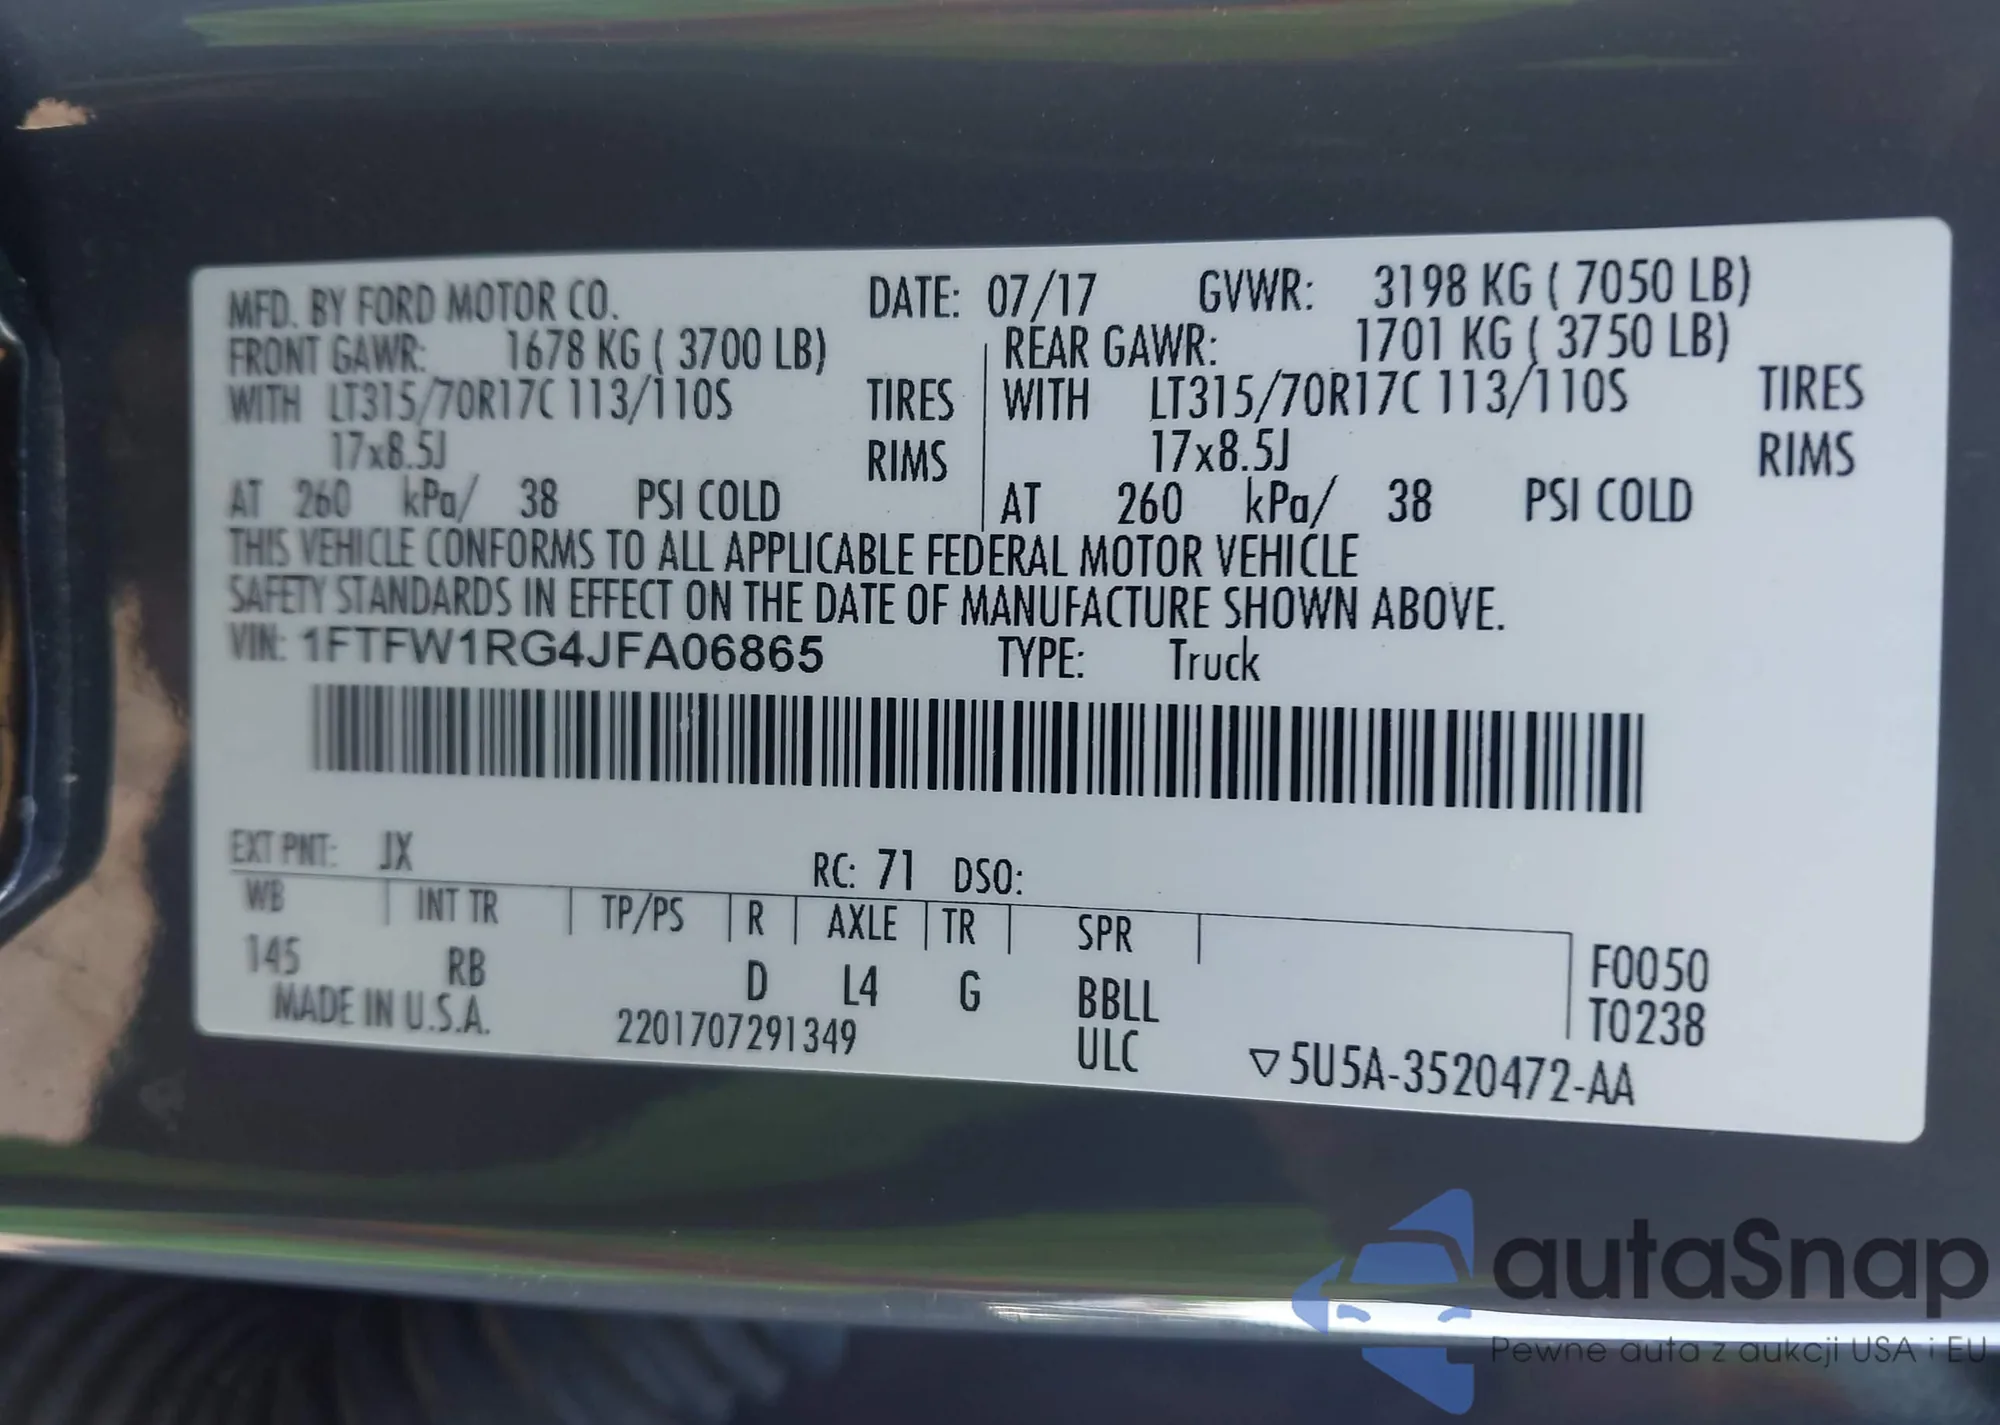 MFD. BY FORD MOTOR CO. DATE: 07/17 GVWR: 3198 KG ( 7050 LB)
FRONT GAWR: 1678 KG ( 3700 LB) REAR GAWR: 1701 KG ( 3750 LB)
WITH LT315/70R17C 113/110S TIRES WITH LT315/70R17C 113/110S TIRES
17x8.5J RIMS 17x8.5J RIMS
AT 260 kPa/ 38 PSI COLD AT 260 kPa/ 38 PSI COLD
THIS VEHICLE CONFORMS TO ALL APPLICABLE FEDERAL MOTOR VEHICLE
SAFETY STANDARDS IN EFFECT ON THE DATE OF MANUFACTURE SHOWN ABOVE.
VIN: 1FTFW1RG4JFA06865 TYPE: Truck
EXT PNT: JX RC: 71 DSO:
WB INT TR TP/PS R AXLE TR SPR
145 RB D L4 G BBLL F0050
MADE IN U.S.A. 2201707291349 ULC T0238
▽5U5A-3520472-AA
autaSnap
Pewne auta z aukcji USA i EU